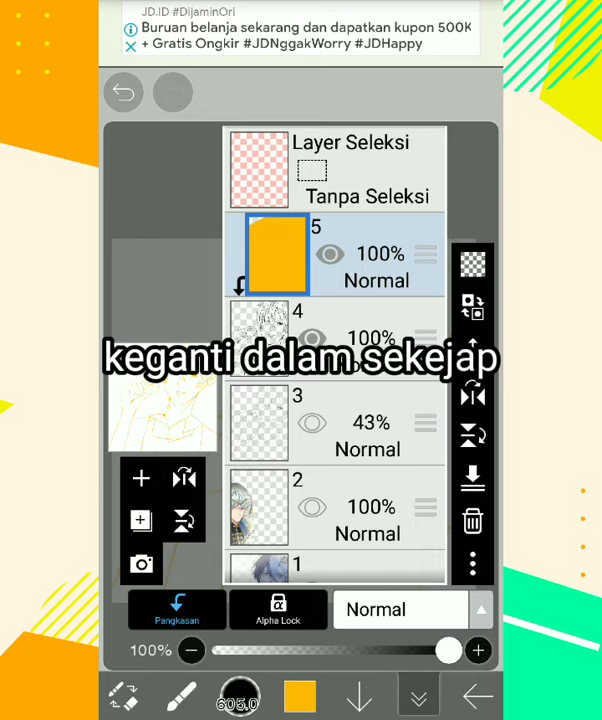 JD.ID #DijaminOri
Buruan belanja sekarang dan dapatkan kupon 500K
+ Gratis Ongkir #JDNggakWorry #JDHappy
Layer Seleksi
Tanpa Seleksi
5
100%
Normal
4
100%
keganti dalam sekejap
3
43%
Normal
2
100%
Normal
1
Pangkasan
α
Alpha Lock
Normal
100%
605.0